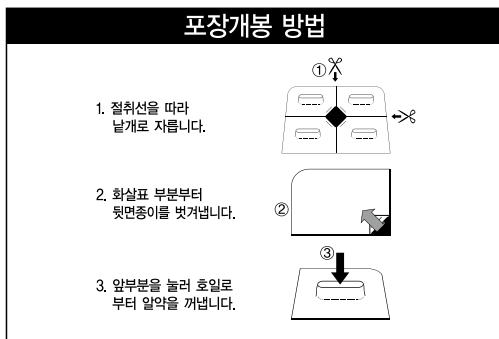 포장개봉 방법
①
1. 절취선을 따라
낱개로 자릅니다.
2. 화살표 부분부터
뒷면종이를 벗겨냅니다.
②
③
3. 앞부분을 눌러 호일로
부터 알약을 꺼냅니다.